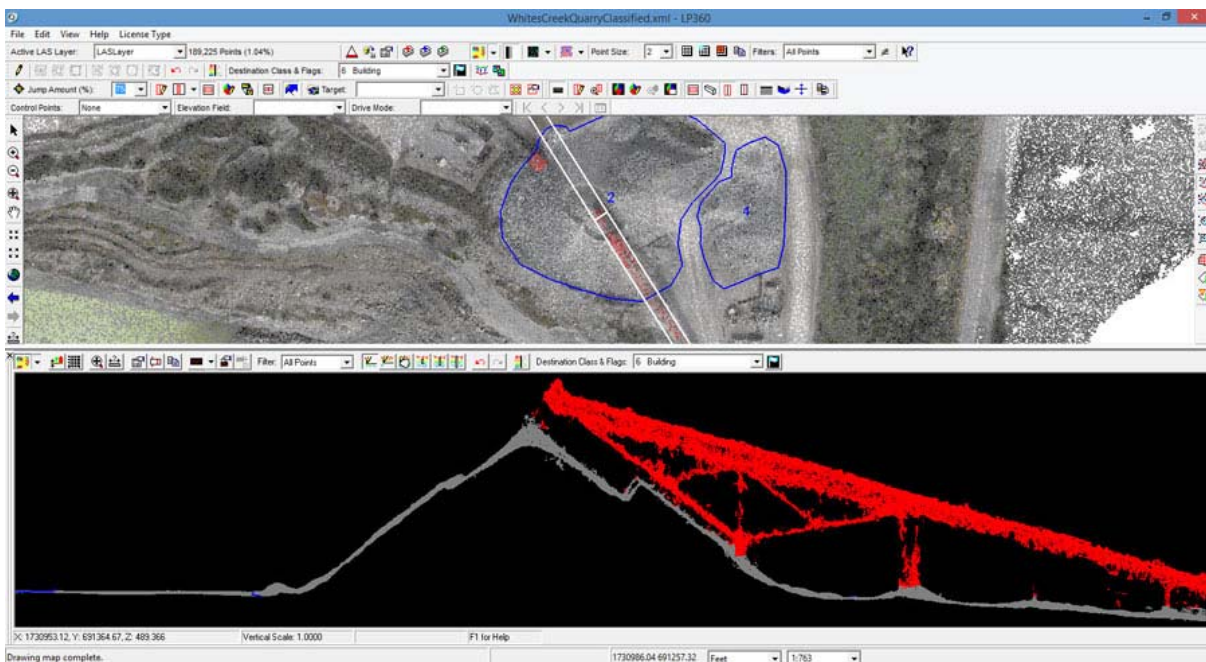 WhitesCreekQuarryClassified.xml - LP360
File Edit View Help License Type
Active LAS Layer: LASLayer 189,225 Points (1.04%) Point Size: 2 Filters: All Points
Destination Class & Flags: 6 Building
Jump Amount (%): Target:
Control Points: None Elevation Field: Drive Mode:
2
4
Filter: All Points Destination Class & Flags: 6 Building
X: 1730953.12, Y: 691364.67, Z: 489.366 Vertical Scale: 1.0000 F1 for Help
Drawing map complete. 1730986.04 691257.32 Feet 1:763